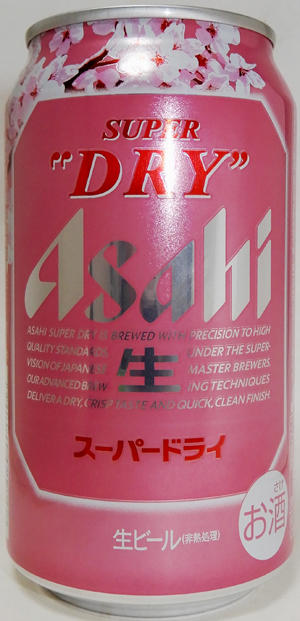 SUPER
"DRY"
Asahi
ASAHI SUPER DRY IS BREWED WITH PRECISION TO HIGH
QUALITY STANDARDS, UNDER THE SUPER-
VISION OF JAPANESE MASTER BREWERS.
OUR ADVANCED BREWING TECHNIQUES
DELIVER A DRY, CRISP TASTE AND QUICK, CLEAN FINISH.
生
スーパードライ
さけ
お酒
生ビール(非熱処理)